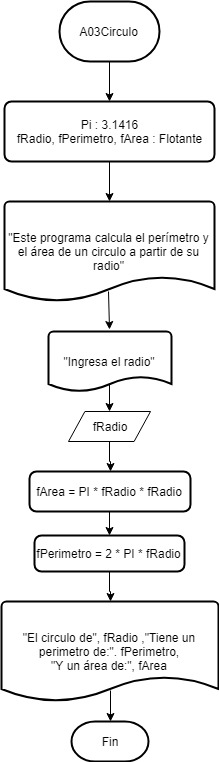 A03Circulo
Pi : 3.1416
fRadio, fPerimetro, fArea : Flotante
"Este programa calcula el perímetro y
el área de un circulo a partir de su
radio"
"Ingresa el radio"
fRadio
fArea = PI * fRadio * fRadio
fPerimetro = 2 * PI * fRadio
"El circulo de", fRadio ,"Tiene un
perimetro de:". fPerimetro,
"Y un área de:", fArea
Fin